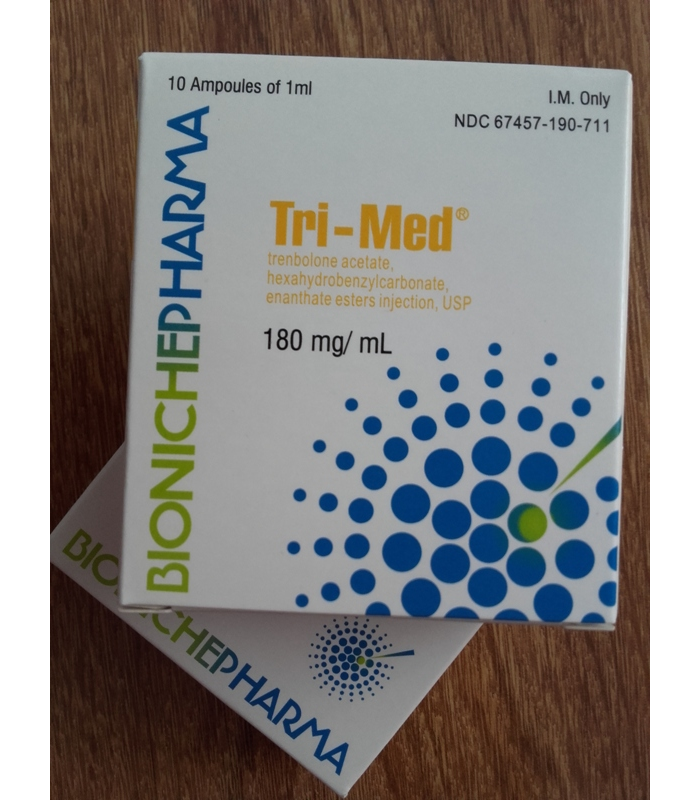 10 Ampoules of 1ml
I.M. Only
NDC 67457-190-711
BIONICHEPHARMA
Tri-Med®
trenbolone acetate,
hexahydrobenzylcarbonate,
enanthate esters injection, USP
180 mg/ mL
BIONICHEPHARMA